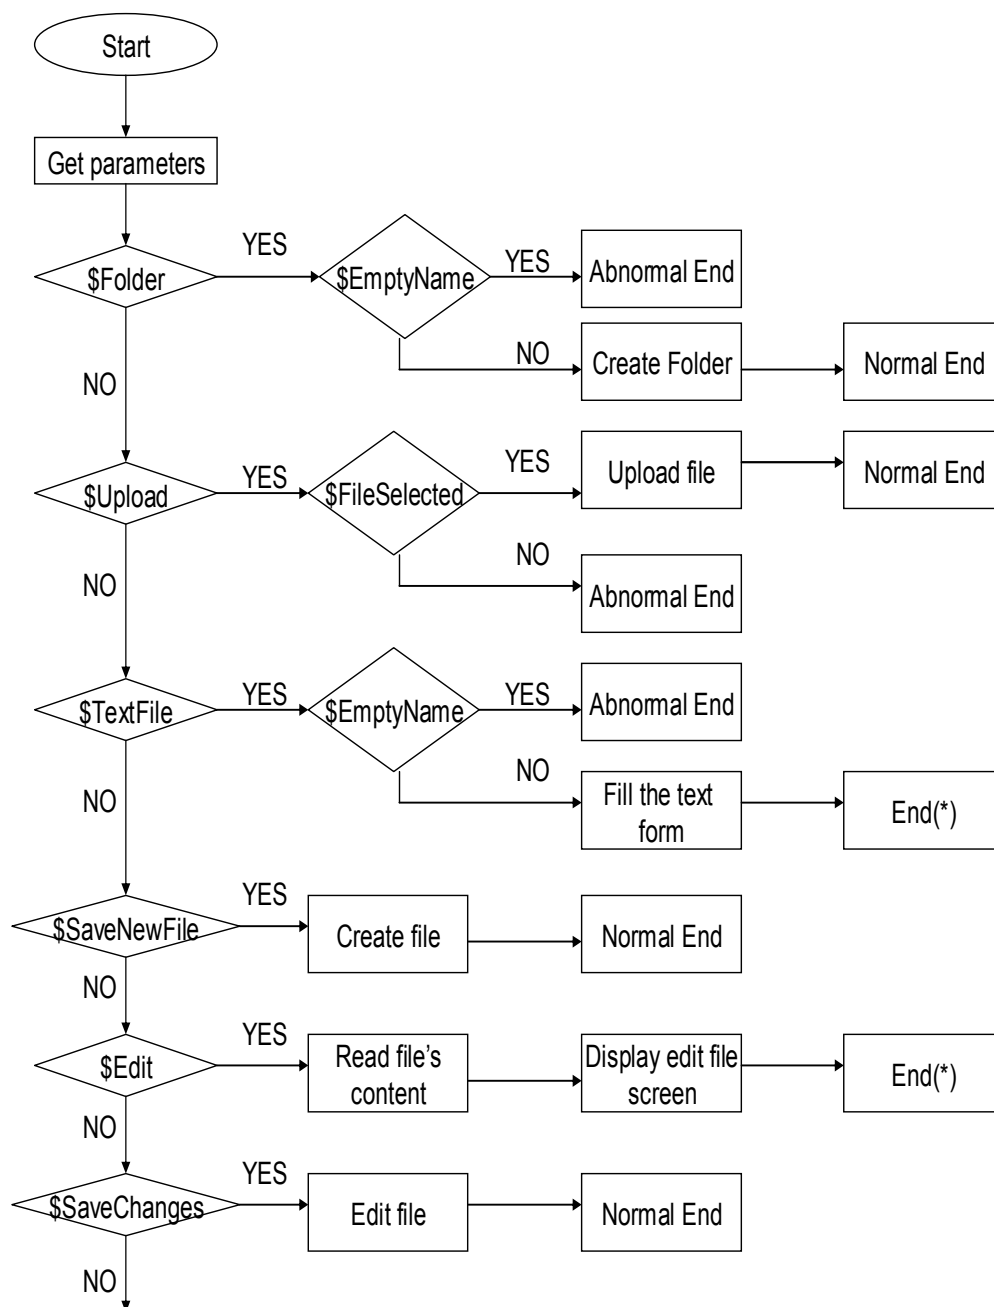 Start
Get parameters
YES
$Folder
$EmptyName
YES
Abnormal End
NO
Create Folder
Normal End
NO
$Upload
YES
$FileSelected
YES
Upload file
Normal End
NO
Abnormal End
NO
$TextFile
YES
$EmptyName
YES
Abnormal End
NO
Fill the text
form
End(*)
NO
$SaveNewFile
YES
Create file
Normal End
NO
$Edit
YES
Read file's
content
Display edit file
screen
End(*)
NO
$SaveChanges
YES
Edit file
Normal End
NO